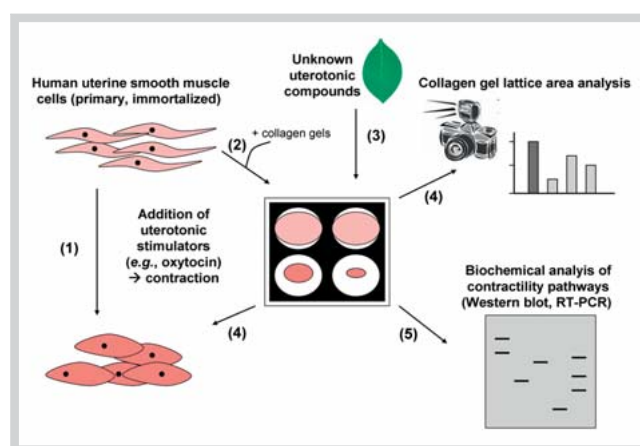 Human uterine smooth muscle
cells (primary, immortalized)
Unknown
uterotonic
compounds
Collagen gel lattice area analysis
(2)
+ collagen gels
(3)
(4)
(1)
Addition of
uterotonic
stimulators
(e.g., oxytocin)
→ contraction
Biochemical analyis of
contractility pathways
(Western blot, RT-PCR)
(4)
(5)